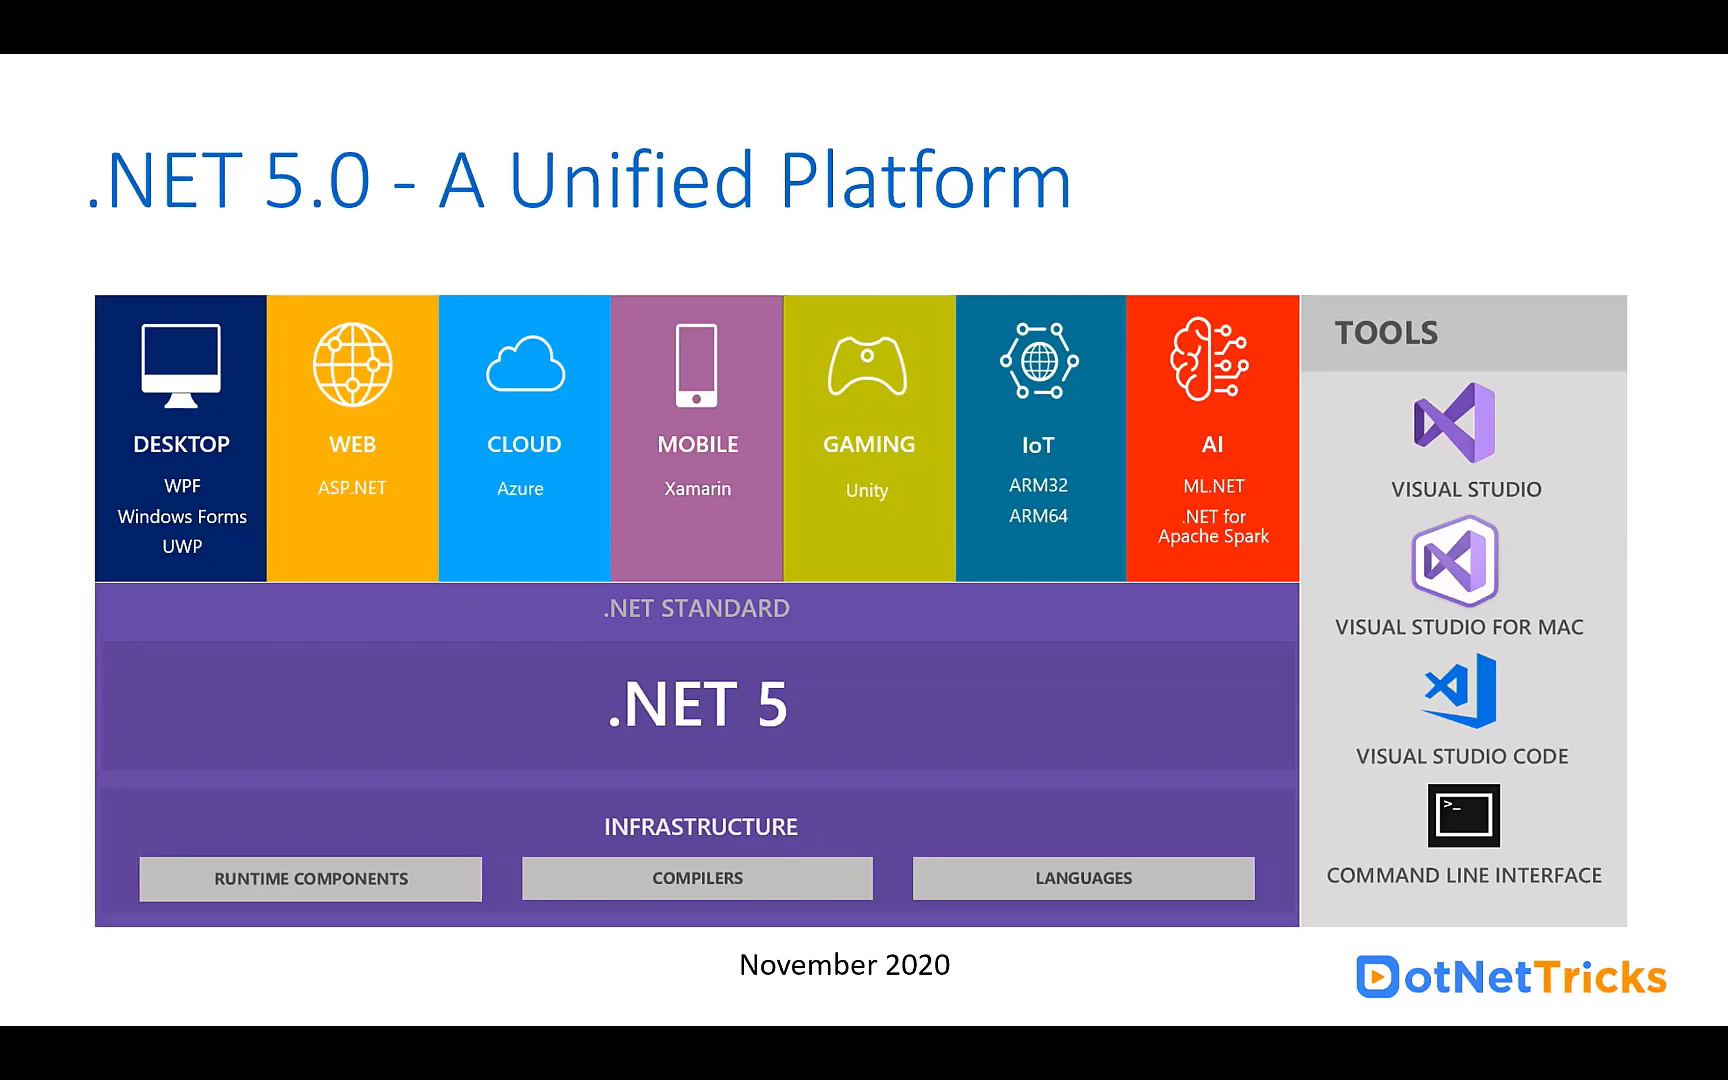 .NET 5.0 - A Unified Platform
DESKTOP
WPF
Windows Forms
UWP
WEB
ASP.NET
CLOUD
Azure
MOBILE
Xamarin
GAMING
Unity
IoT
ARM32
ARM64
AI
ML.NET
.NET for
Apache Spark
.NET STANDARD
.NET 5
INFRASTRUCTURE
RUNTIME COMPONENTS
COMPILERS
LANGUAGES
TOOLS
VISUAL STUDIO
VISUAL STUDIO FOR MAC
VISUAL STUDIO CODE
>_
COMMAND LINE INTERFACE
November 2020
DotNetTricks